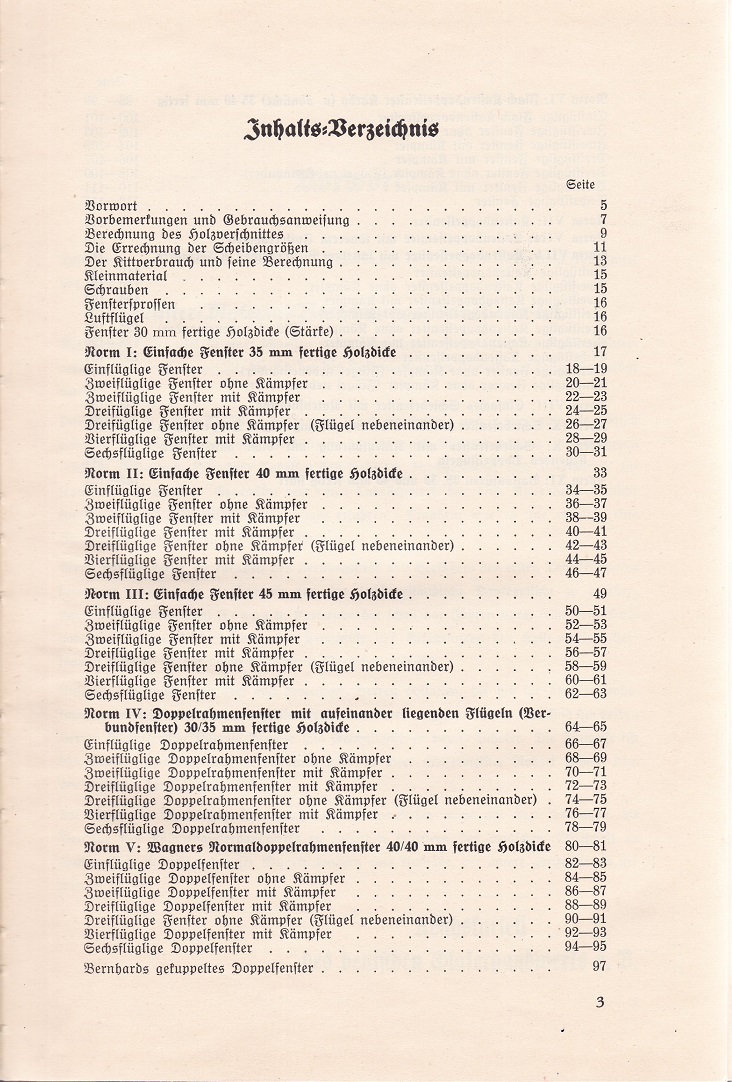 Inhalts-Verzeichnis
Seite
Vorwort . . . . . . . . . . . . . . . . . . . . 5
Vorbemerkungen und Gebrauchsanweisung . . . . . . . . . 7
Berechnung des Holzverschnittes . . . . . . . . . . . . 9
Die Errechnung der Scheibengrößen . . . . . . . . . . . 11
Der Kittverbrauch und seine Berechnung . . . . . . . . . . 13
Kleinmaterial . . . . . . . . . . . . . . . . . 15
Schrauben . . . . . . . . . . . . . . . . . . 15
Fenstersprossen . . . . . . . . . . . . . . . . . 16
Luftflügel . . . . . . . . . . . . . . . . . . 16
Fenster 30 mm fertige Holzdicke (Stärke) . . . . . . . . . . 16
Norm I: Einfache Fenster 35 mm fertige Holzdicke . . . . . . . 17
Einflüglige Fenster . . . . . . . . . . . . . . . 18—19
Zweiflüglige Fenster ohne Kämpfer . . . . . . . . . . . 20—21
Zweiflüglige Fenster mit Kämpfer . . . . . . . . . . . 22—23
Dreifüglige Fenster mit Kämpfer . . . . . . . . . . . 24—25
Dreifüglige Fenster ohne Kämpfer (Flügel nebeneinander) . . . . . 26—27
Vierflüglige Fenster mit Kämpfer . . . . . . . . . . . 28—29
Sechsflüglige Fenster . . . . . . . . . . . . . . 30—31
Norm II: Einfache Fenster 40 mm fertige Holzdicke . . . . . . . 33
Einflüglige Fenster . . . . . . . . . . . . . . . 34—35
Zweiflüglige Fenster ohne Kämpfer . . . . . . . . . . . 36—37
Zweiflüglige Fenster mit Kämpfer . . . . . . . . . . . 38—39
Dreiflüglige Fenster mit Kämpfer . . . . . . . . . . . 40—41
Dreiflüglige Fenster ohne Kämpfer (Flügel nebeneinander) . . . . . 42—43
Vierflüglige Fenster mit Kämpfer . . . . . . . . . . . 44—45
Sechsflüglige Fenster . . . . . . . . . . . . . . 46—47
Norm III: Einfache Fenster 45 mm fertige Holzdicke . . . . . . . 49
Einflüglige Fenster . . . . . . . . . . . . . . . 50—51
Zweiflüglige Fenster ohne Kämpfer . . . . . . . . . . . 52—53
Zweiflüglige Fenster mit Kämpfer . . . . . . . . . . . 54—55
Dreiflüglige Fenster mit Kämpfer . . . . . . . . . . . 56—57
Dreiflüglige Fenster ohne Kämpfer (Flügel nebeneinander) . . . . . 58—59
Vierflüglige Fenster mit Kämpfer . . . . . . . . . . . 60—61
Sechsflüglige Fenster . . . . . . . . . . . . . . 62—63
Norm IV: Doppelrahmenfenster mit aufeinander liegenden Flügeln (Ver-
bundfenster) 30/35 mm fertige Holzdicke . . . . . . . . . 64—65
Einflüglige Doppelrahmenfenster . . . . . . . . . . . 66—67
Zweiflüglige Doppelrahmenfenster ohne Kämpfer . . . . . . . 68—69
Zweiflüglige Doppelrahmenfenster mit Kämpfer . . . . . . . . 70—71
Dreiflüglige Doppelrahmenfenster mit Kämpfer . . . . . . . . 72—73
Dreiflüglige Doppelrahmenfenster ohne Kämpfer (Flügel nebeneinander) . 74—75
Vierflüglige Doppelrahmenfenster mit Kämpfer . . . . . . . . 76—77
Sechsflüglige Doppelrahmenfenster . . . . . . . . . . . 78—79
Norm V: Wagners Normaldoppelrahmenfenster 40/40 mm fertige Holzdicke 80—81
Einflüglige Doppelfenster . . . . . . . . . . . . . 82—83
Zweiflüglige Doppelfenster ohne Kämpfer . . . . . . . . . 84—85
Zweiflüglige Doppelfenster mit Kämpfer . . . . . . . . . 86—87
Dreiflüglige Doppelfenster mit Kämpfer . . . . . . . . . 88—89
Dreiflüglige Fenster ohne Kämpfer (Flügel nebeneinander) . . . . . 90—91
Vierflüglige Doppelfenster mit Kämpfer . . . . . . . . . 92—93
Sechsflüglige Doppelfenster . . . . . . . . . . . . 94—95
Bernhards gekuppeltes Doppelfenster . . . . . . . . . . 97
3